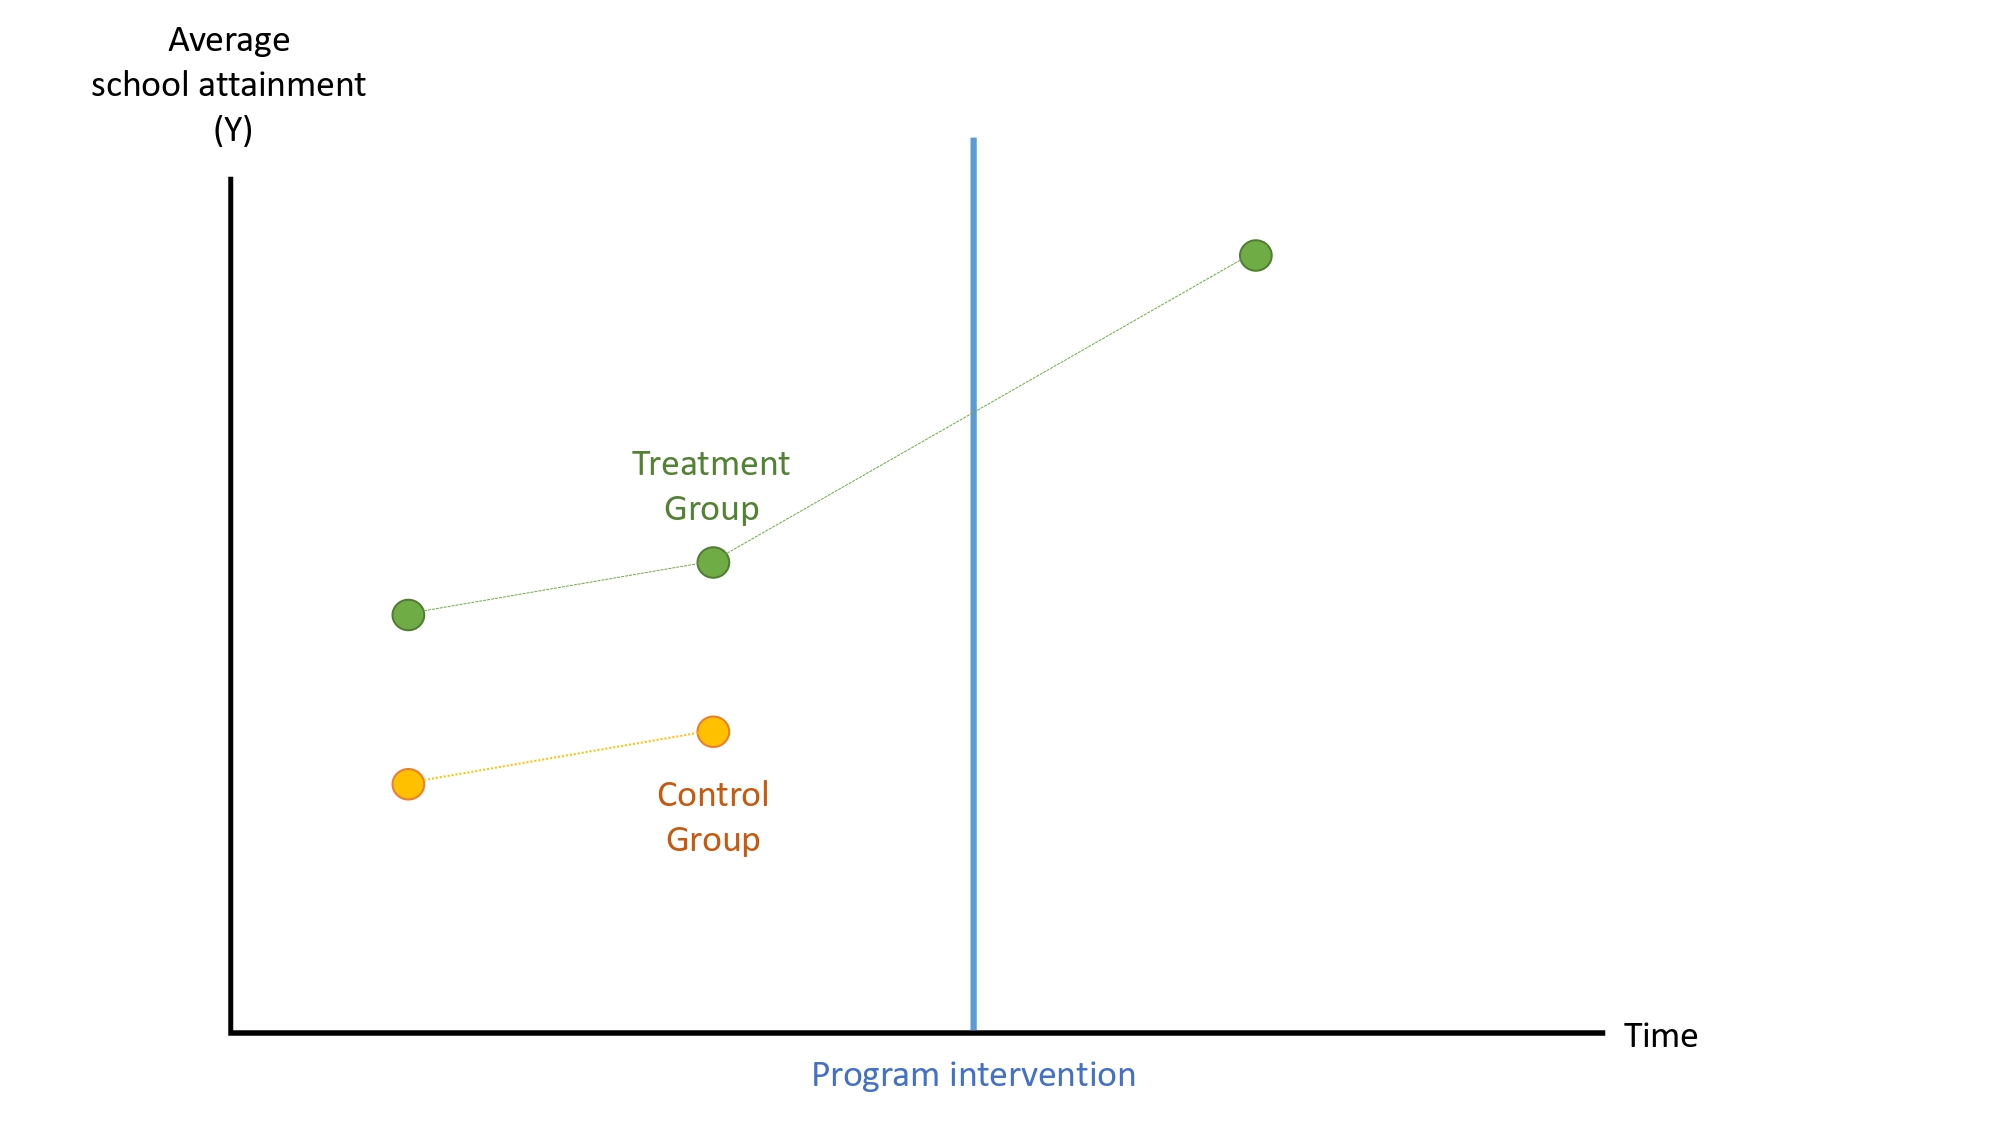 Average
school attainment
(Y)
Treatment
Group
Control
Group
Time
Program intervention